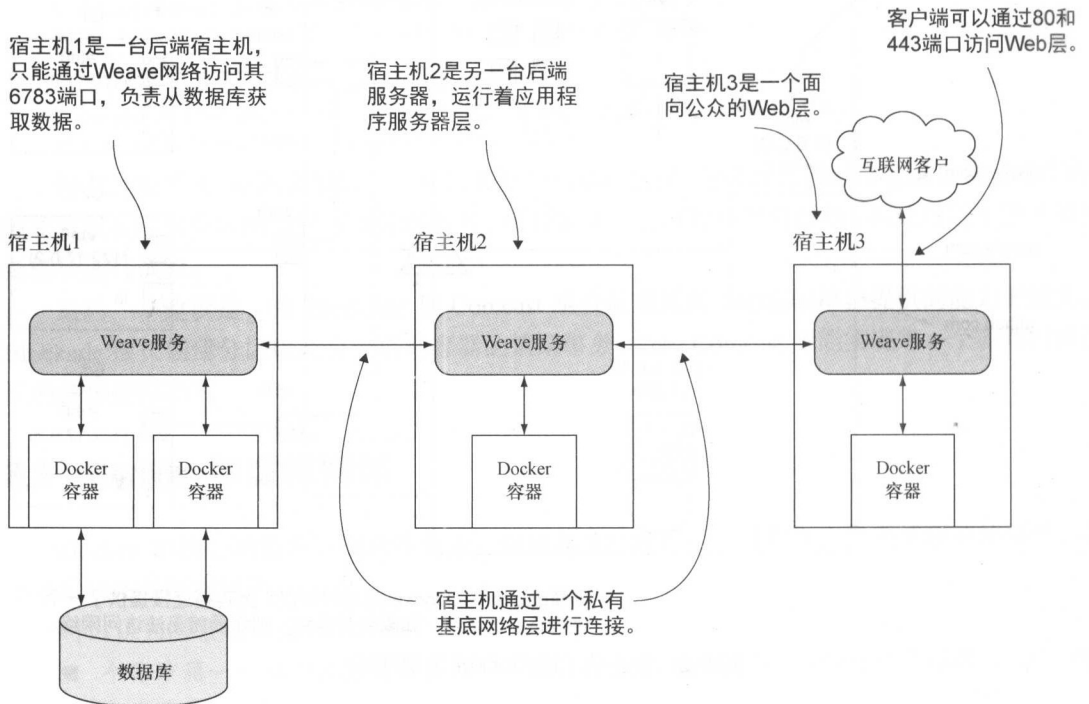 宿主机1是一台后端宿主机，
只能通过Weave网络访问其
6783端口，负责从数据库获
取数据。
宿主机2是另一台后端
服务器，运行着应用程
序服务器层。
宿主机3是一个面
向公众的Web层。
客户端可以通过80和
443端口访问Web层。
互联网客户
宿主机1
宿主机2
宿主机3
Weave服务
Weave服务
Weave服务
Docker
容器
Docker
容器
Docker
容器
Docker
容器
宿主机通过一个私有
基底网络层进行连接。
数据库